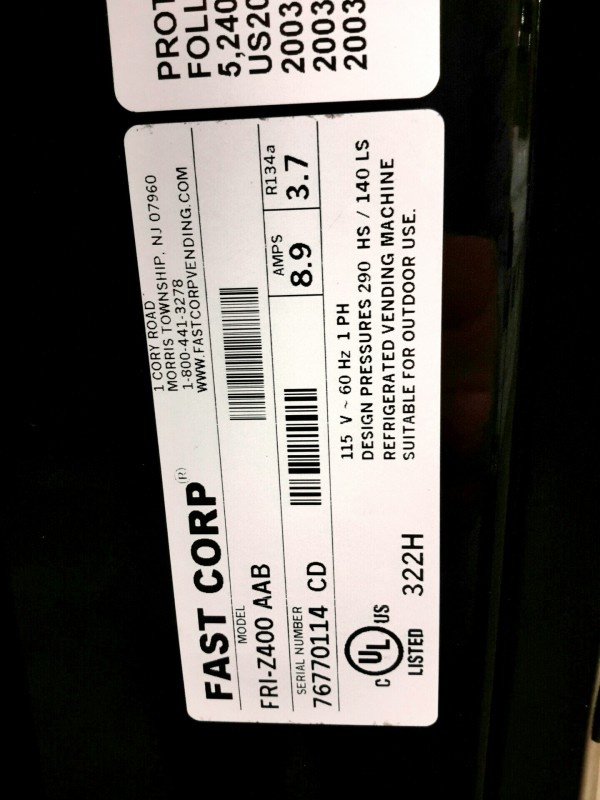 PROT
FOLL
5,240
US20
2003
2003
2003
1 CORY ROAD
MORRIS TOWNSHIP, NJ 07960
1-800-441-3278
WWW.FASTCORPVENDING.COM
FAST CORP (R)
MODEL
FRI-Z400 AAB
SERIAL NUMBER
76770114 CD
AMPS
8.9
R134a
3.7
115 V ~ 60 Hz 1 PH
DESIGN PRESSURES 290 HS / 140 LS
REFRIGERATED VENDING MACHINE
SUITABLE FOR OUTDOOR USE.
C UL US
LISTED
322H